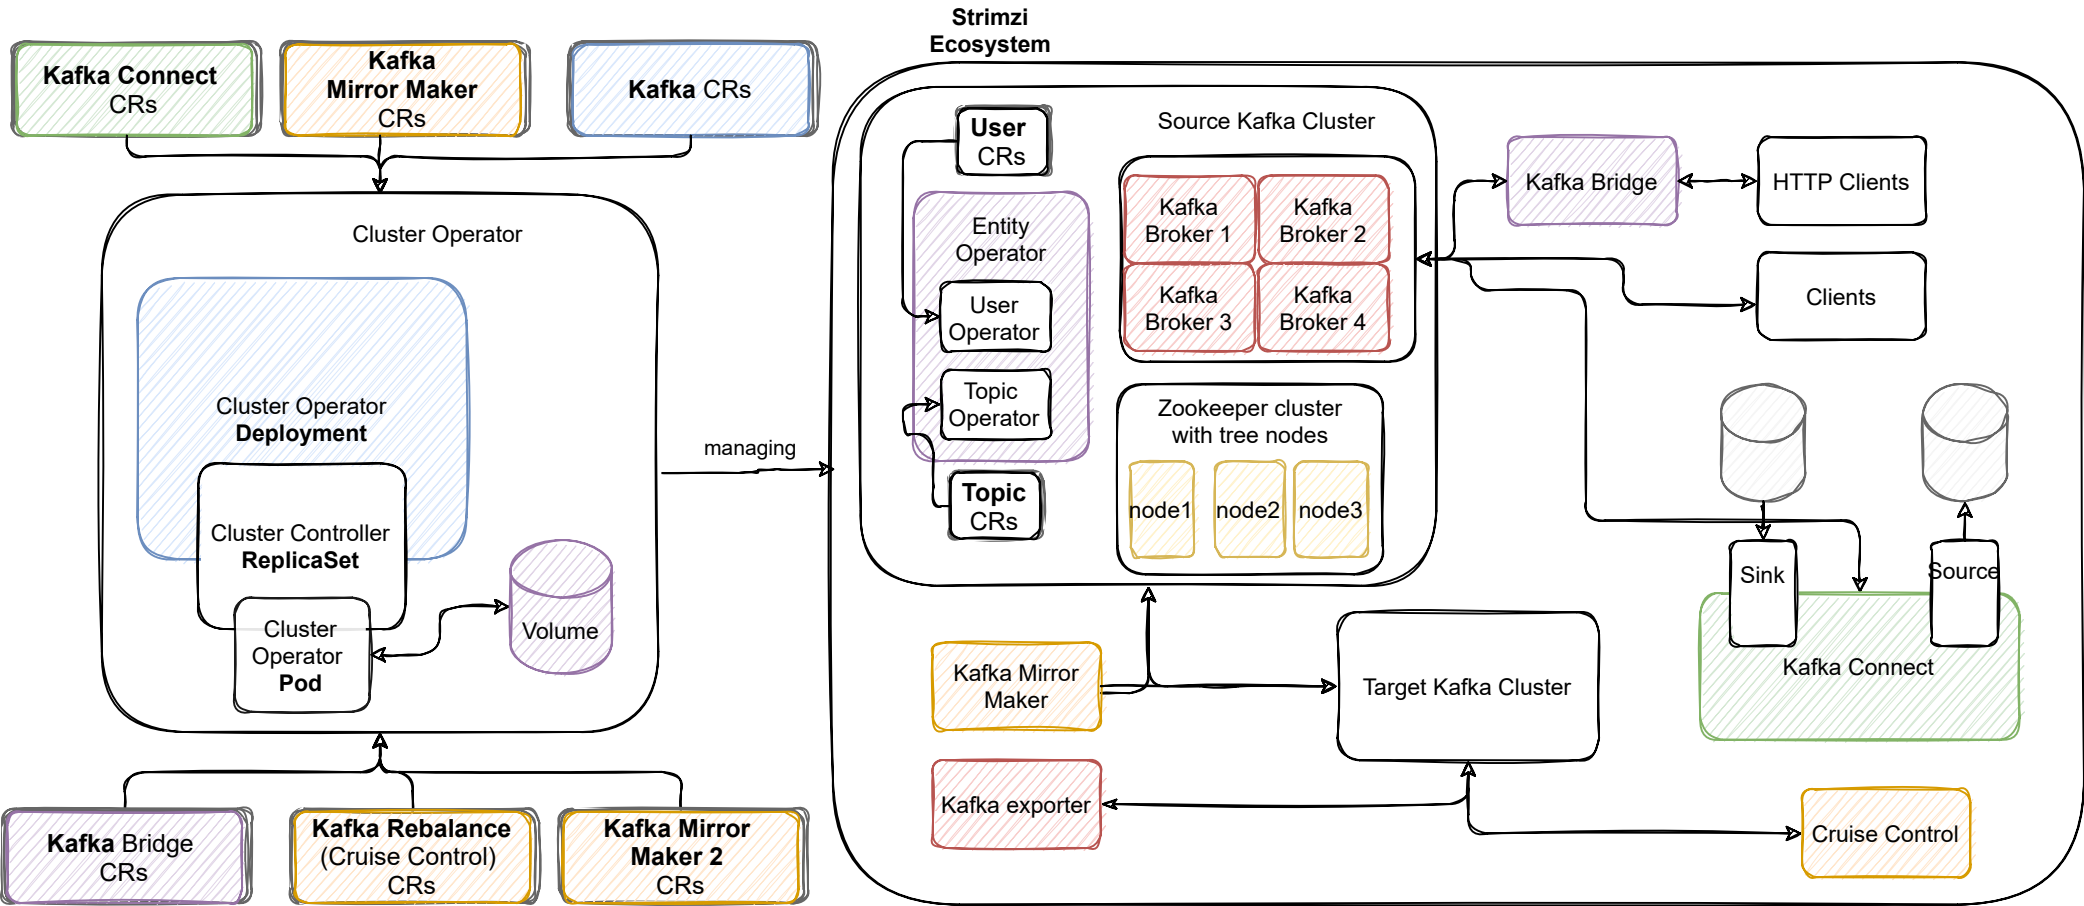 Strimzi
Ecosystem
Kafka Connect
CRs
Kafka
Mirror Maker
CRs
Kafka CRs
Cluster Operator
Cluster Operator
Deployment
Cluster Controller
ReplicaSet
Cluster
Operator
Pod
Volume
Kafka Bridge
CRs
Kafka Rebalance
(Cruise Control)
CRs
Kafka Mirror
Maker 2
CRs
managing
User
CRs
Entity
Operator
User
Operator
Topic
Operator
Topic
CRs
Source Kafka Cluster
Kafka
Broker 1
Kafka
Broker 2
Kafka
Broker 3
Kafka
Broker 4
Zookeeper cluster
with tree nodes
node1
node2
node3
Kafka Bridge
HTTP Clients
Clients
Sink
Source
Kafka Connect
Kafka Mirror
Maker
Target Kafka Cluster
Kafka exporter
Cruise Control